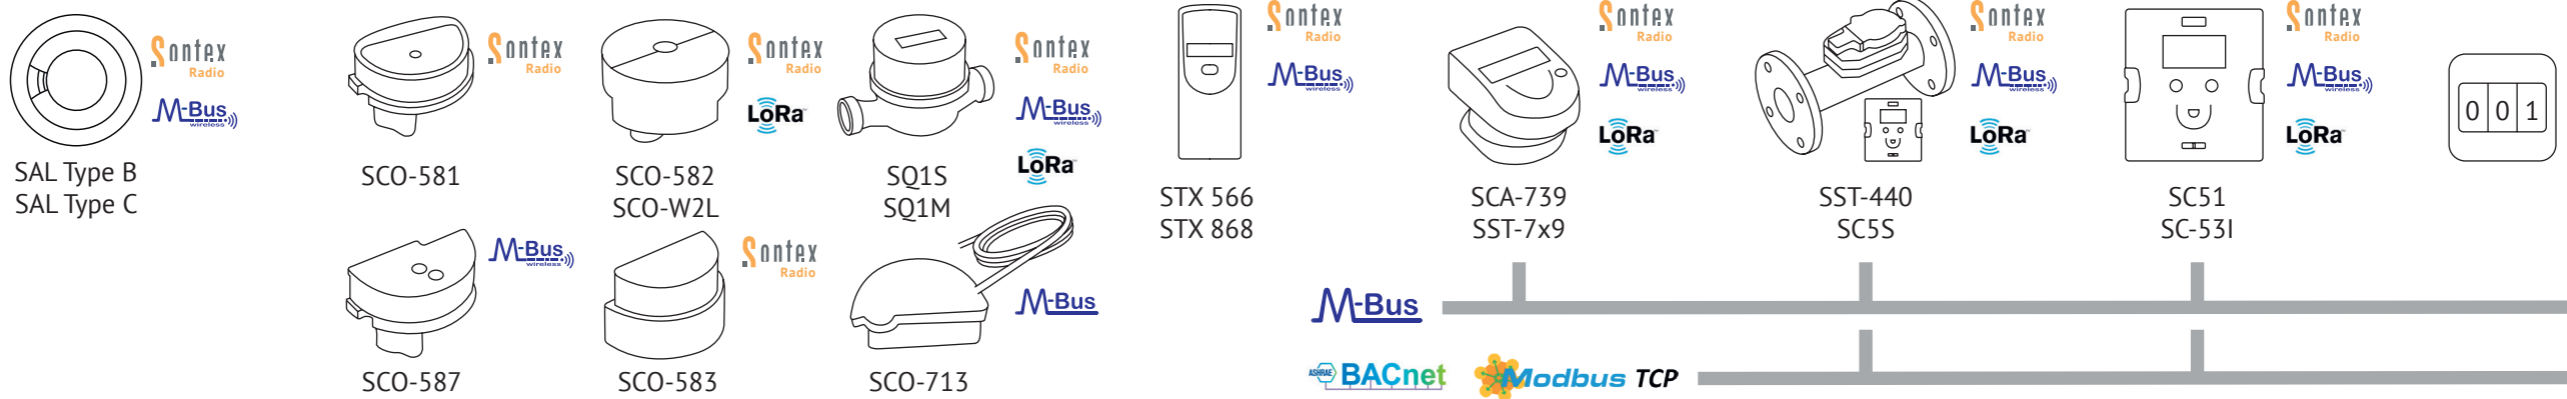 Sontex
Radio
M-Bus
wireless
SAL Type B
SAL Type C
Sontex
Radio
SCO-581
Sontex
Radio
LoRa
SCO-582
SCO-W2L
Sontex
Radio
M-Bus
wireless
LoRa
SQ1S
SQ1M
Sontex
Radio
M-Bus
wireless
STX 566
STX 868
Sontex
Radio
M-Bus
wireless
LoRa
SCA-739
SST-7x9
Sontex
Radio
M-Bus
wireless
LoRa
SST-440
SC5S
Sontex
Radio
M-Bus
wireless
LoRa
SC51
SC-53I
0 0 1
M-Bus
wireless
SCO-587
Sontex
Radio
SCO-583
M-Bus
SCO-713
M-Bus
ASHRAE BACnet
Modbus TCP